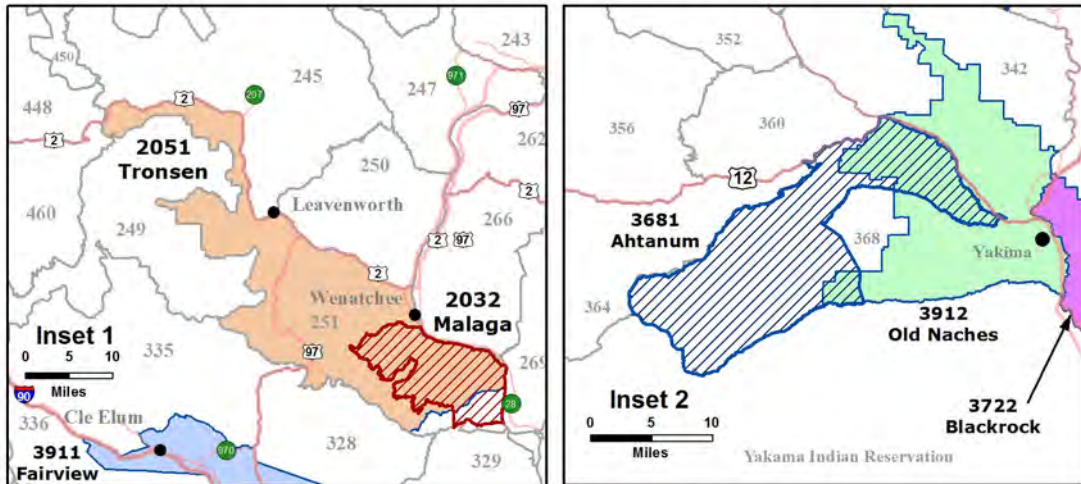 243
450
245
971
247
448
2
207
97
2
2051
Tronsen
262
250
2
2
Leavenworth
266
460
249
2
97
2
Wenatchee
2032
Malaga
251
Inset 1
335
97
269
0 5 10
Miles
90
28
Cle Elum
336
328
3911
Fairview
970
329
352
342
356
360
12
3681
Ahtanum
368
Yakima
364
3912
Old Naches
Inset 2
0 5 10
Miles
3722
Blackrock
Yakama Indian Reservation